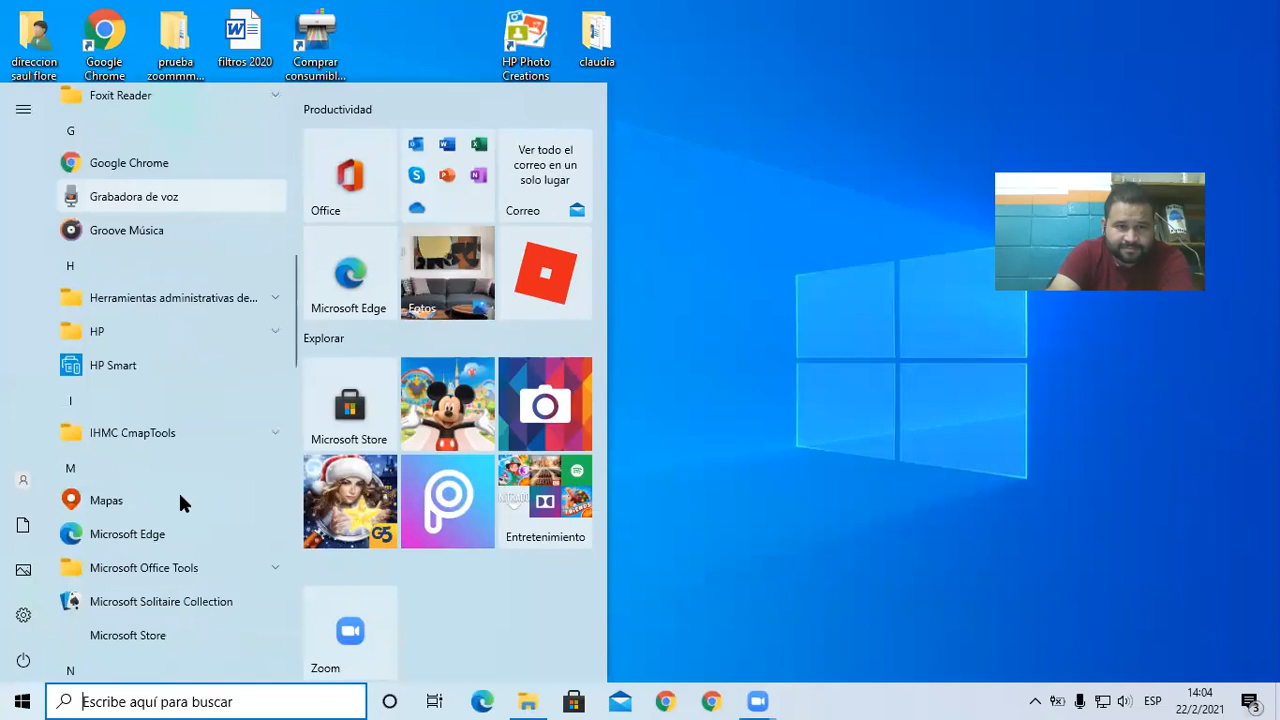 direccion
saul flore
Google
Chrome
prueba
zoommm...
filtros 2020
Comprar
consumibl...
HP Photo
Creations
claudia
Foxit Reader
G
Google Chrome
Grabadora de voz
Groove Música
H
Herramientas administrativas de...
HP
HP Smart
I
IHMC CmapTools
M
Mapas
Microsoft Edge
Microsoft Office Tools
Microsoft Solitaire Collection
Microsoft Store
N
Productividad
Office
Ver todo el
correo en un
solo lugar
Correo
Microsoft Edge
Fotos
Explorar
Microsoft Store
G5
Entretenimiento
Zoom
Escribe aquí para buscar
ESP
14:04
22/2/2021
3